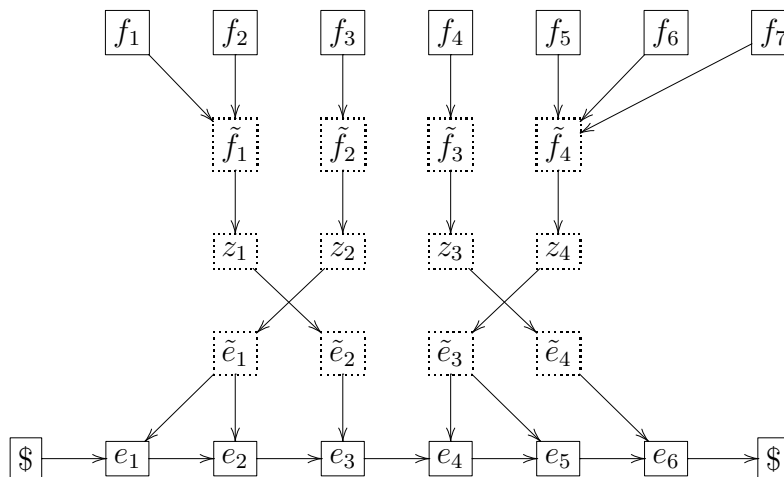 f₁ f₂ f₃ f₄ f₅ f₆ f₇
f̃₁ f̃₂ f̃₃ f̃₄
z₁ z₂ z₃ z₄
ẽ₁ ẽ₂ ẽ₃ ẽ₄
$ e₁ e₂ e₃ e₄ e₅ e₆ $